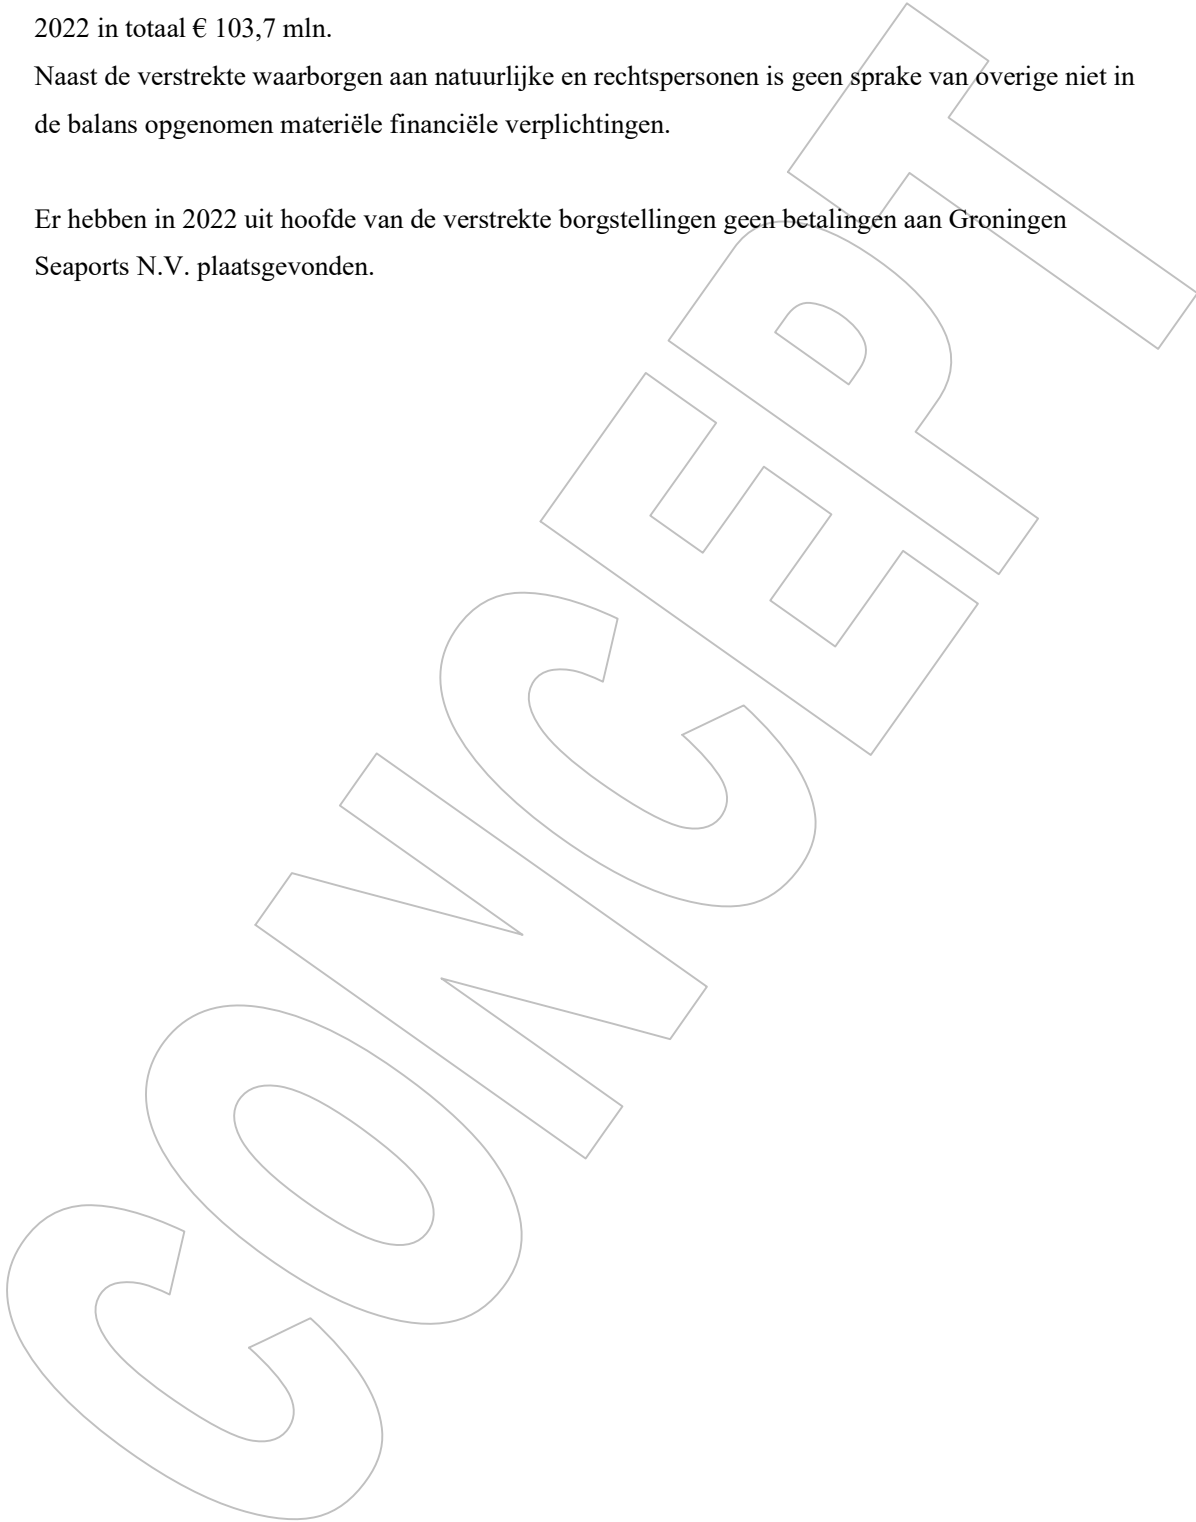 2022 in totaal € 103,7 mln.
Naast de verstrekte waarborgen aan natuurlijke en rechtspersonen is geen sprake van overige niet in
de balans opgenomen materiële financiële verplichtingen.
Er hebben in 2022 uit hoofde van de verstrekte borgstellingen geen betalingen aan Groningen
Seaports N.V. plaatsgevonden.
CONCEPT